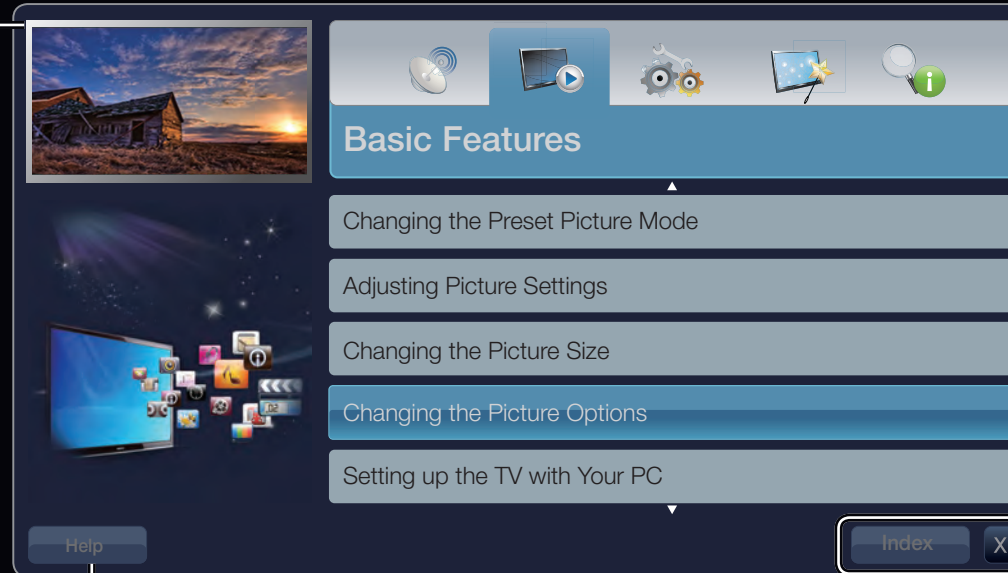 Basic Features
Changing the Preset Picture Mode
Adjusting Picture Settings
Changing the Picture Size
Changing the Picture Options
Setting up the TV with Your PC
Help
Index
X